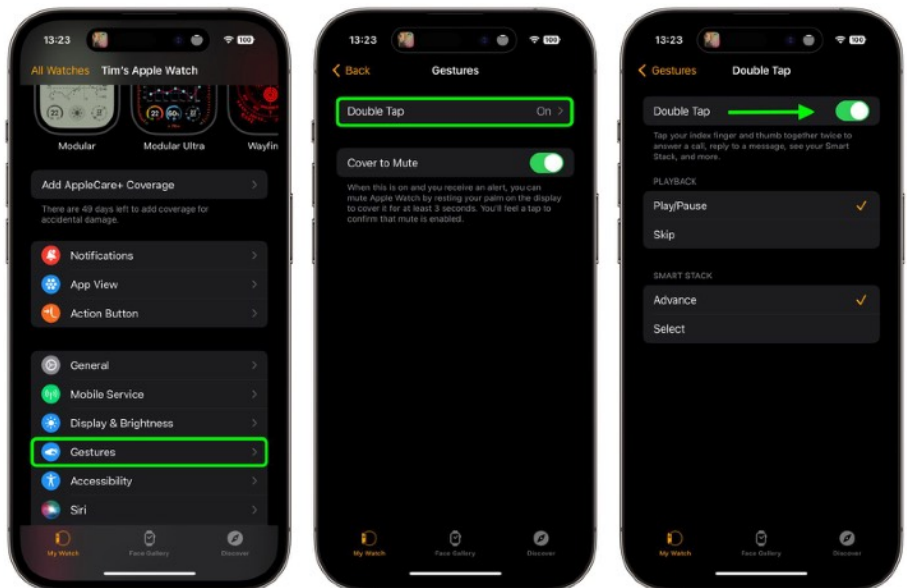 13:23
100
All Watches Tim's Apple Watch
22
22 60
Modular Modular Ultra Wayfin
Add AppleCare+ Coverage
There are 49 days left to add coverage for
accidental damage.
Notifications
App View
Action Button
General
Mobile Service
Display & Brightness
Gestures
Accessibility
Siri
My Watch Face Gallery Discover
13:23
100
Back Gestures
Double Tap On
Cover to Mute
When this is on and you receive an alert, you can
mute Apple Watch by resting your palm on the display
to cover it for at least 3 seconds. You'll feel a tap to
confirm that mute is enabled.
My Watch Face Gallery Discover
13:23
100
Gestures Double Tap
Double Tap
Tap your index finger and thumb together twice to
answer a call, reply to a message, see your Smart
Stack, and more.
PLAYBACK
Play/Pause
Skip
SMART STACK
Advance
Select
My Watch Face Gallery Discover